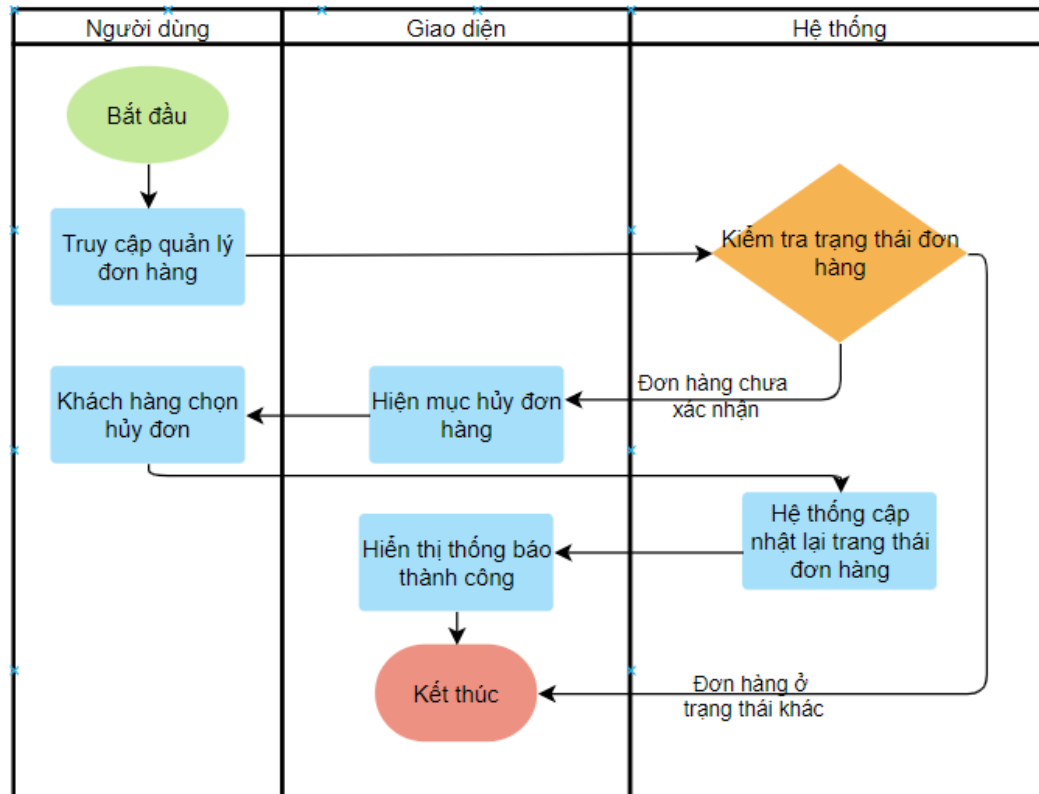 Người dùng
Giao diện
Hệ thống
Bắt đầu
Truy cập quản lý
đơn hàng
Kiểm tra trạng thái đơn
hàng
Khách hàng chọn
hủy đơn
Hiện mục hủy đơn
hàng
Đơn hàng chưa
xác nhận
Hệ thống cập
nhật lại trang thái
đơn hàng
Hiển thị thống báo
thành công
Kết thúc
Đơn hàng ở
trạng thái khác